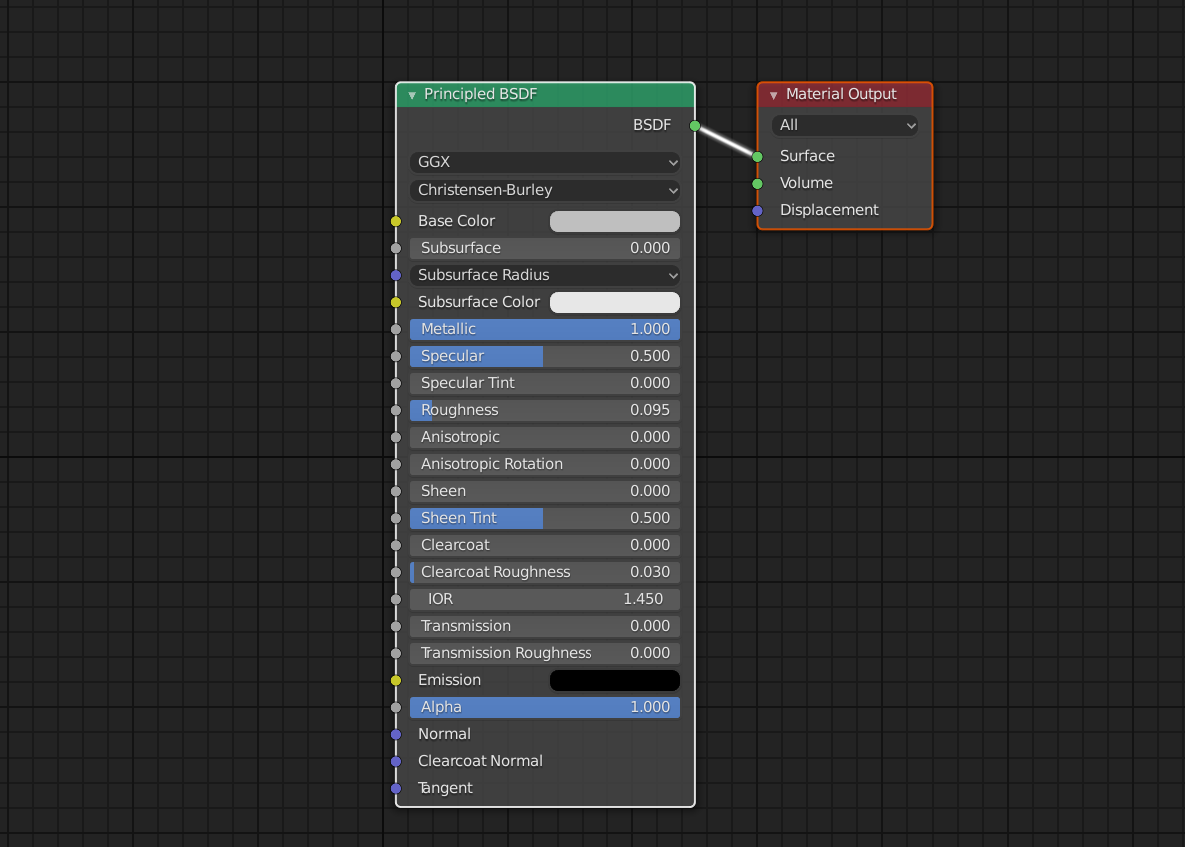 Principled BSDF
BSDF
GGX
Christensen-Burley
Base Color
Subsurface 0.000
Subsurface Radius
Subsurface Color
Metallic 1.000
Specular 0.500
Specular Tint 0.000
Roughness 0.095
Anisotropic 0.000
Anisotropic Rotation 0.000
Sheen 0.000
Sheen Tint 0.500
Clearcoat 0.000
Clearcoat Roughness 0.030
IOR 1.450
Transmission 0.000
Transmission Roughness 0.000
Emission
Alpha 1.000
Normal
Clearcoat Normal
Tangent
Material Output
All
Surface
Volume
Displacement